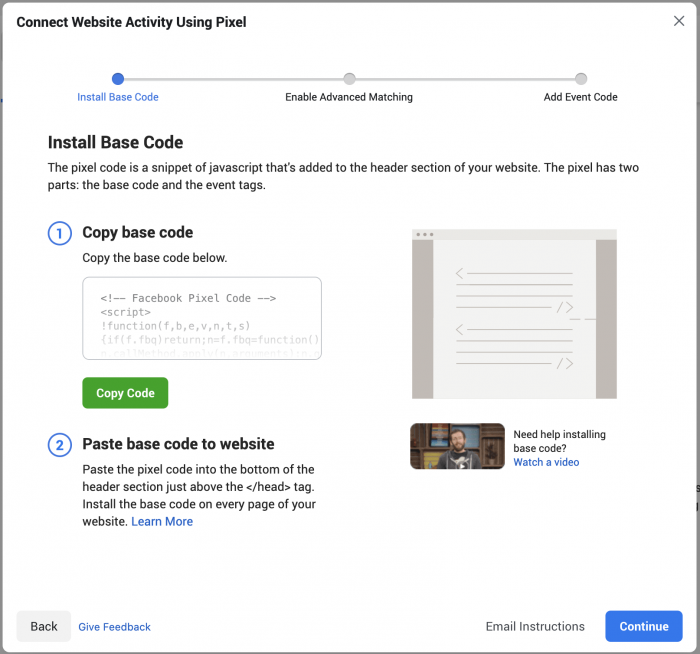 Connect Website Activity Using Pixel
Install Base Code
Enable Advanced Matching
Add Event Code
Install Base Code
The pixel code is a snippet of javascript that's added to the header section of your website. The pixel has two
parts: the base code and the event tags.
1 Copy base code
Copy the base code below.
<!-- Facebook Pixel Code -->
<script>
!function(f,b,e,v,n,t,s)
{if(f.fbq)return;n=f.fbq=function()
Copy Code
Need help installing
base code?
Watch a video
2 Paste base code to website
Paste the pixel code into the bottom of the
header section just above the </head> tag.
Install the base code on every page of your
website. Learn More
Back
Give Feedback
Email Instructions
Continue